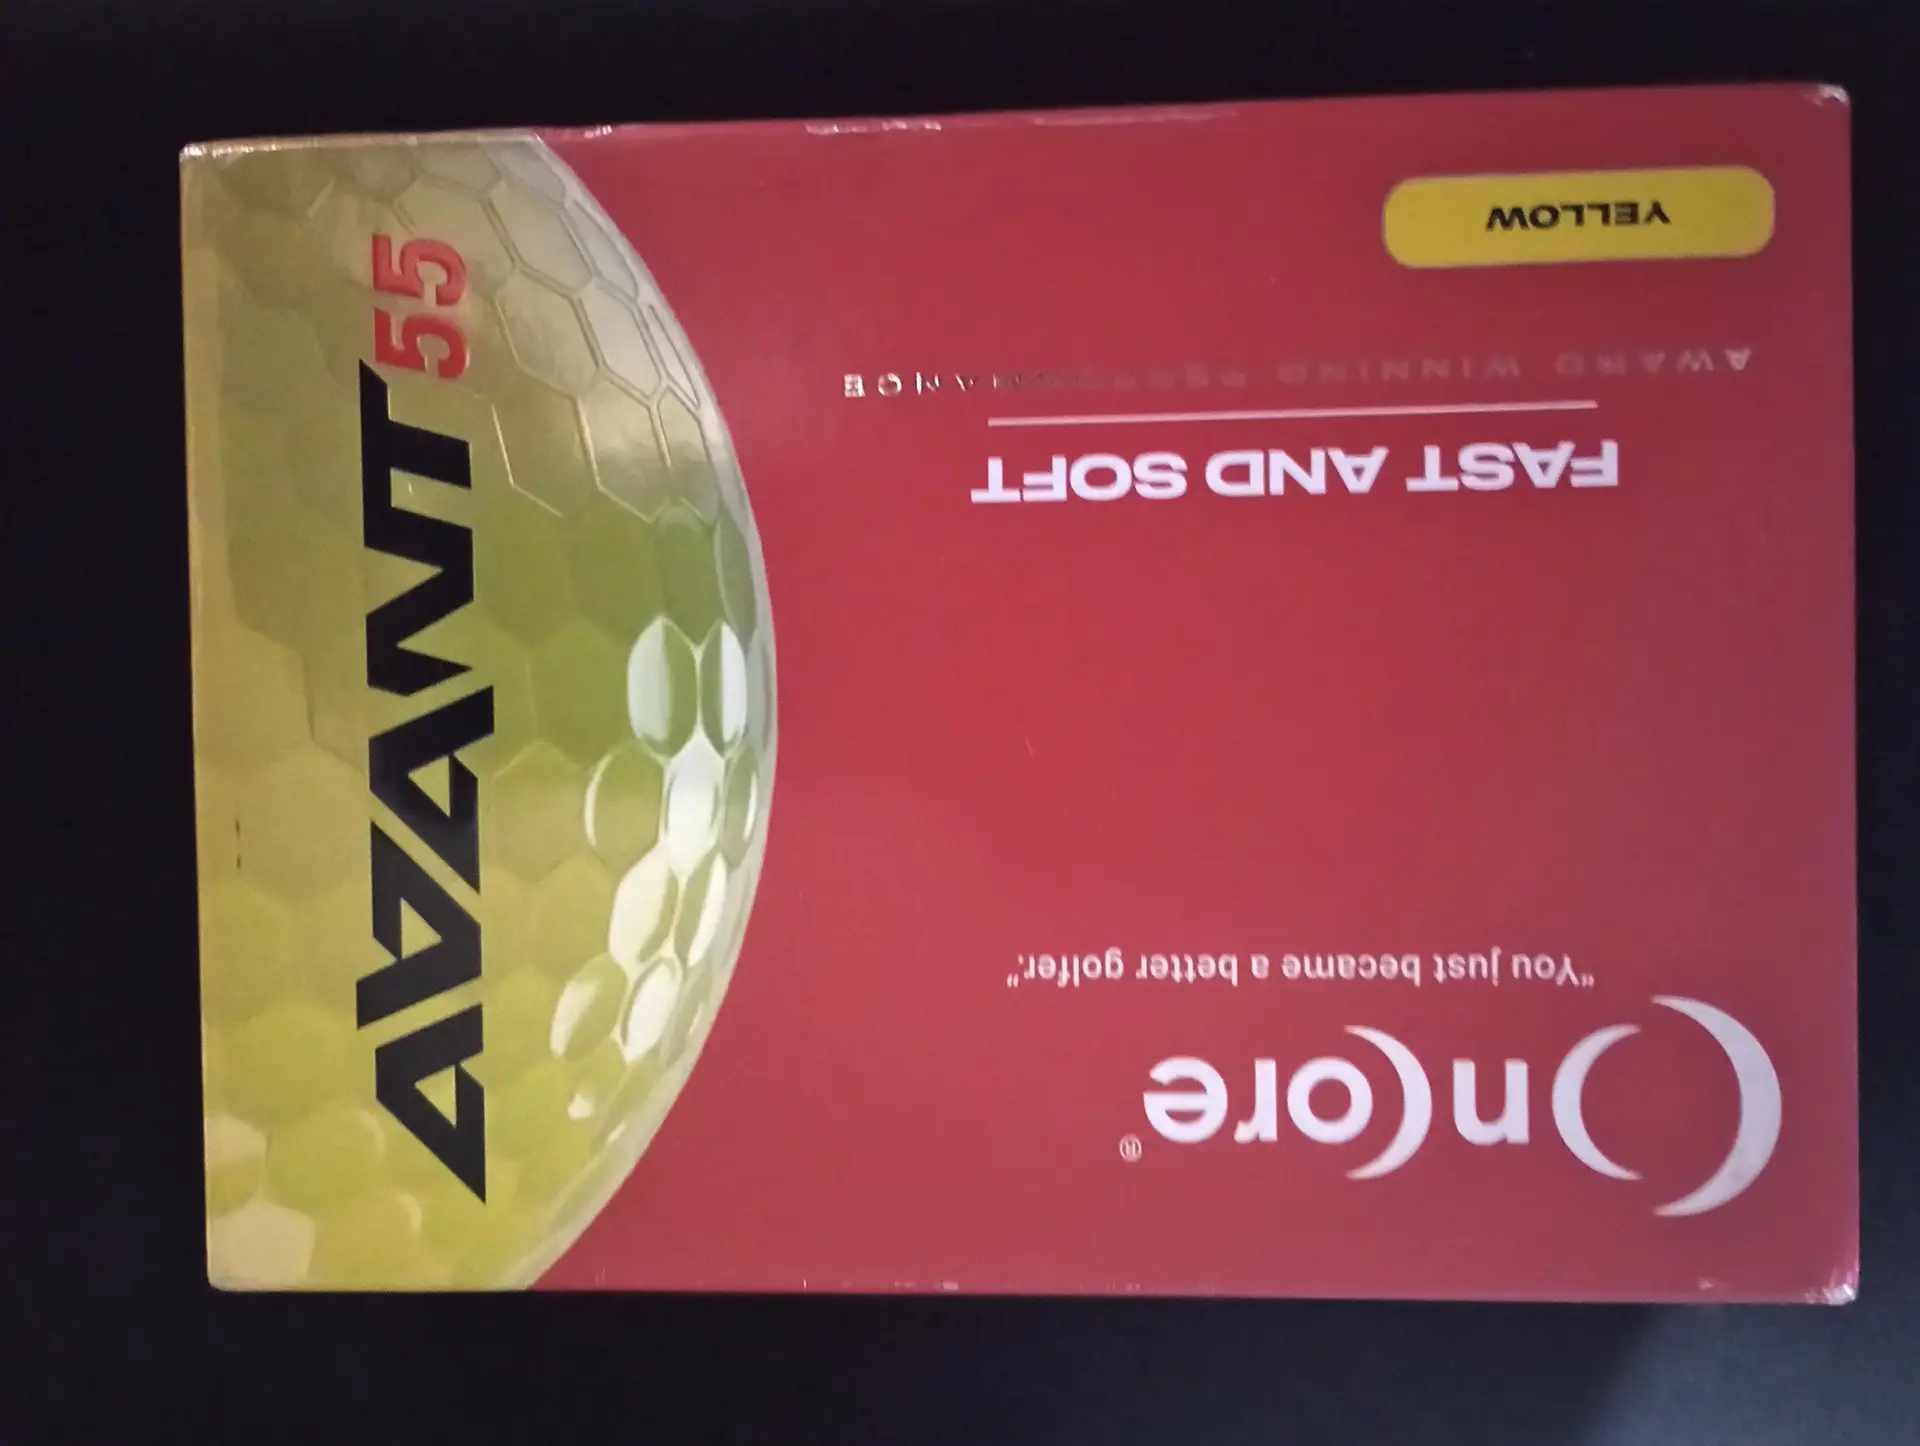 OnCore®
"You just became a better golfer."
FAST AND SOFT
AWARD WINNING PERFORMANCE
YELLOW
AVANT 55